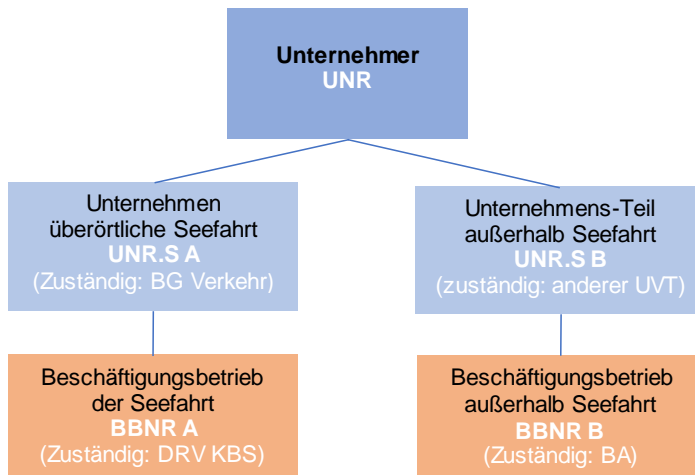 Unternehmer
UNR
Unternehmen
überörtliche Seefahrt
UNR.S A
(Zuständig: BG Verkehr)
Unternehmens-Teil
außerhalb Seefahrt
UNR.S B
(zuständig: anderer UVT)
Beschäftigungsbetrieb
der Seefahrt
BBNR A
(Zuständig: DRV KBS)
Beschäftigungsbetrieb
außerhalb Seefahrt
BBNR B
(Zuständig: BA)